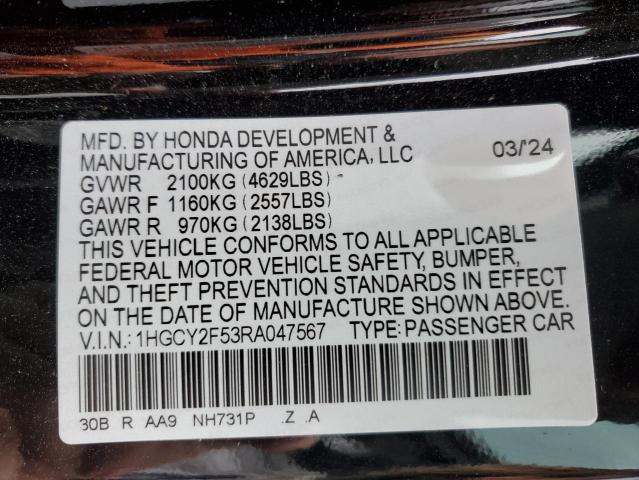 MFD. BY HONDA DEVELOPMENT &
MANUFACTURING OF AMERICA, LLC 03/'24
GVWR 2100KG (4629LBS)
GAWR F 1160KG (2557LBS)
GAWR R 970KG (2138LBS)
THIS VEHICLE CONFORMS TO ALL APPLICABLE
FEDERAL MOTOR VEHICLE SAFETY, BUMPER,
AND THEFT PREVENTION STANDARDS IN EFFECT
ON THE DATE OF MANUFACTURE SHOWN ABOVE.
V.I.N.: 1HGCY2F53RA047567 TYPE: PASSENGER CAR
30B R AA9 NH731P .Z .A